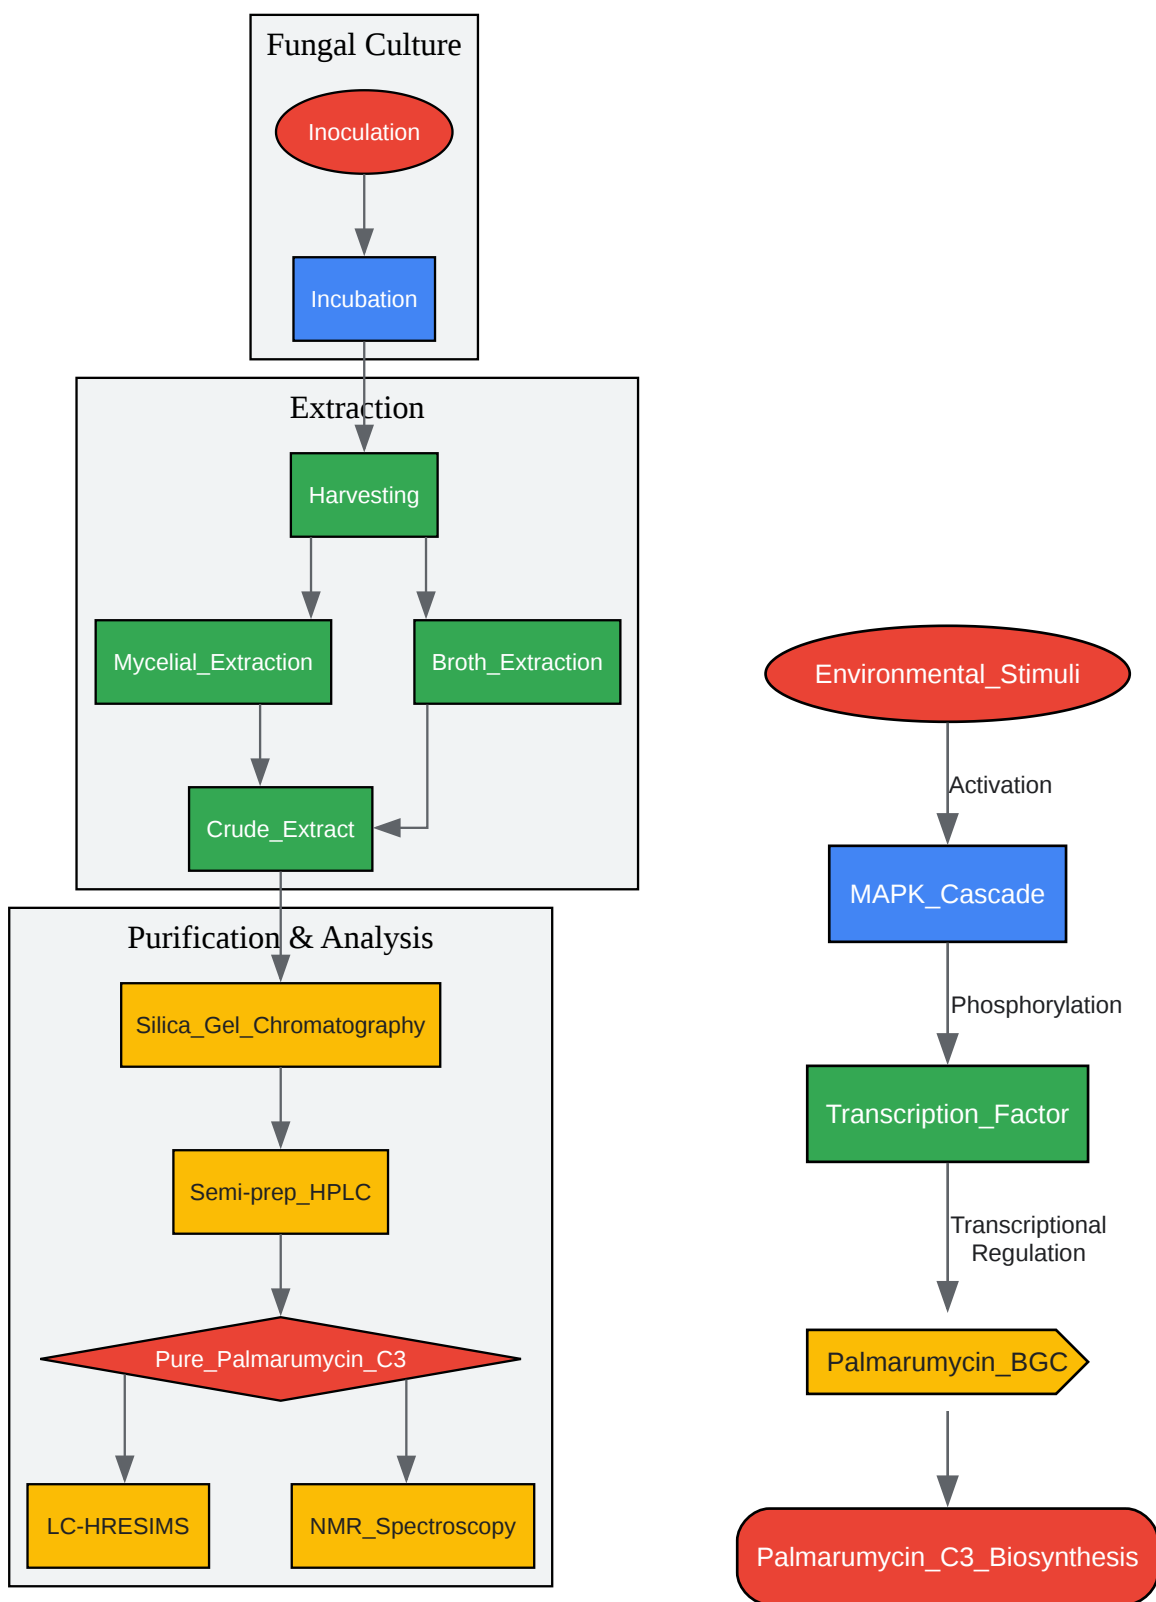 Fungal Culture
Inoculation
Incubation
Extraction
Harvesting
Mycelial_Extraction
Broth_Extraction
Crude_Extract
Purification & Analysis
Silica_Gel_Chromatography
Semi-prep_HPLC
Pure_Palmarumycin_C3
LC-HRESIMS
NMR_Spectroscopy
Environmental_Stimuli
Activation
MAPK_Cascade
Phosphorylation
Transcription_Factor
Transcriptional
Regulation
Palmarumycin_BGC
Palmarumycin_C3_Biosynthesis